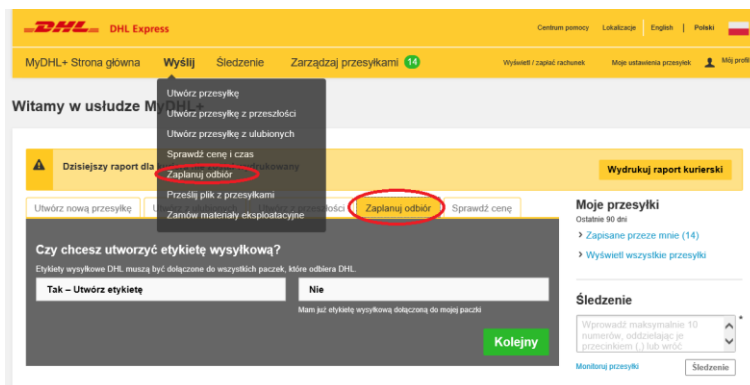 DHL DHL Express
Centrum pomocy Lokalizacje English | Polski
MyDHL+ Strona główna Wyślij Śledzenie Zarządzaj przesyłkami 14
Wyświetl / zapłać rachunek Moje ustawienia przesyłek Mój profil
Witamy w usłudze MyDHL+
Utwórz przesyłkę
Utwórz przesyłkę z przeszłości
Utwórz przesyłkę z ulubionych
Sprawdź cenę i czas
Zaplanuj odbiór
Prześlij plik z przesyłkami
Zamów materiały eksploatacyjne
Dzisiejszy raport dla
Wydrukuj raport kurierski
Utwórz nową przesyłkę
Zaplanuj odbiór
Sprawdź cenę
Czy chcesz utworzyć etykietę wysyłkową?
Etykiety wysyłkowe DHL muszą być dołączone do wszystkich paczek, które odbiera DHL.
Tak – Utwórz etykietę
Nie
Mam już etykietę wysyłkową dołączoną do mojej paczki
Kolejny
Moje przesyłki
Ostatnie 90 dni
Zapisane przeze mnie (14)
Wyświetl wszystkie przesyłki
Śledzenie
Wprowadź maksymalnie 10
numerów, oddzielając je
przecinkiem (,) lub wróć
*
Monitoruj przesyłki
Śledzenie